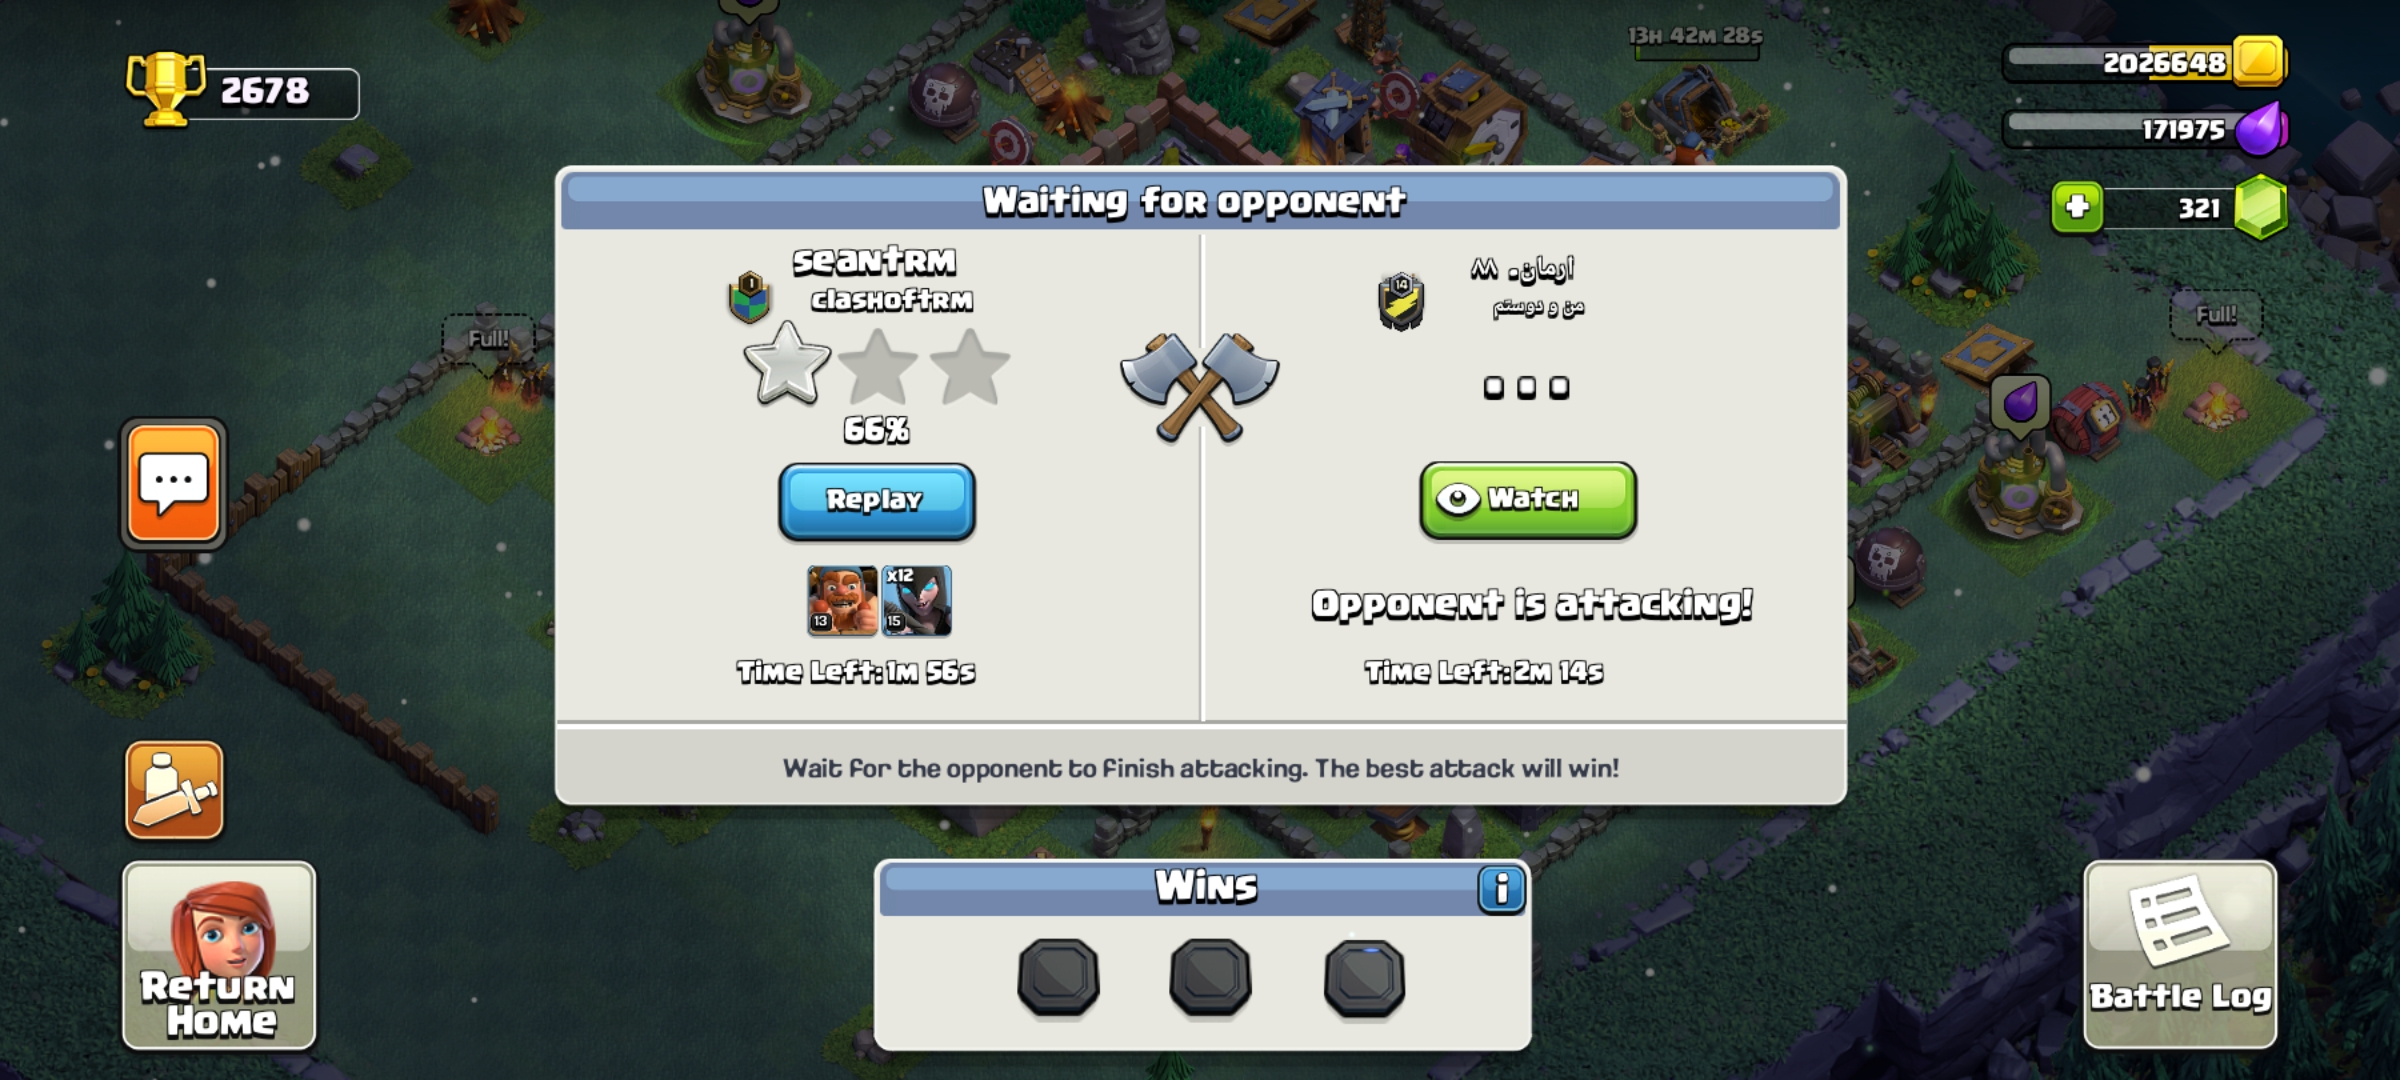 13H 42M 28s
2678
2026648
171975
321
Waiting for opponent
seantrm
1
clashoftrm
ارمان۔ ۸۸
14
من و دوستم
Full!
Full!
66%
Replay
Watch
x12
13
15
Opponent is attacking!
Time Left:1m 56s
Time Left:2m 14s
Wait for the opponent to finish attacking. The best attack will win!
Wins
i
Return
Home
Battle Log